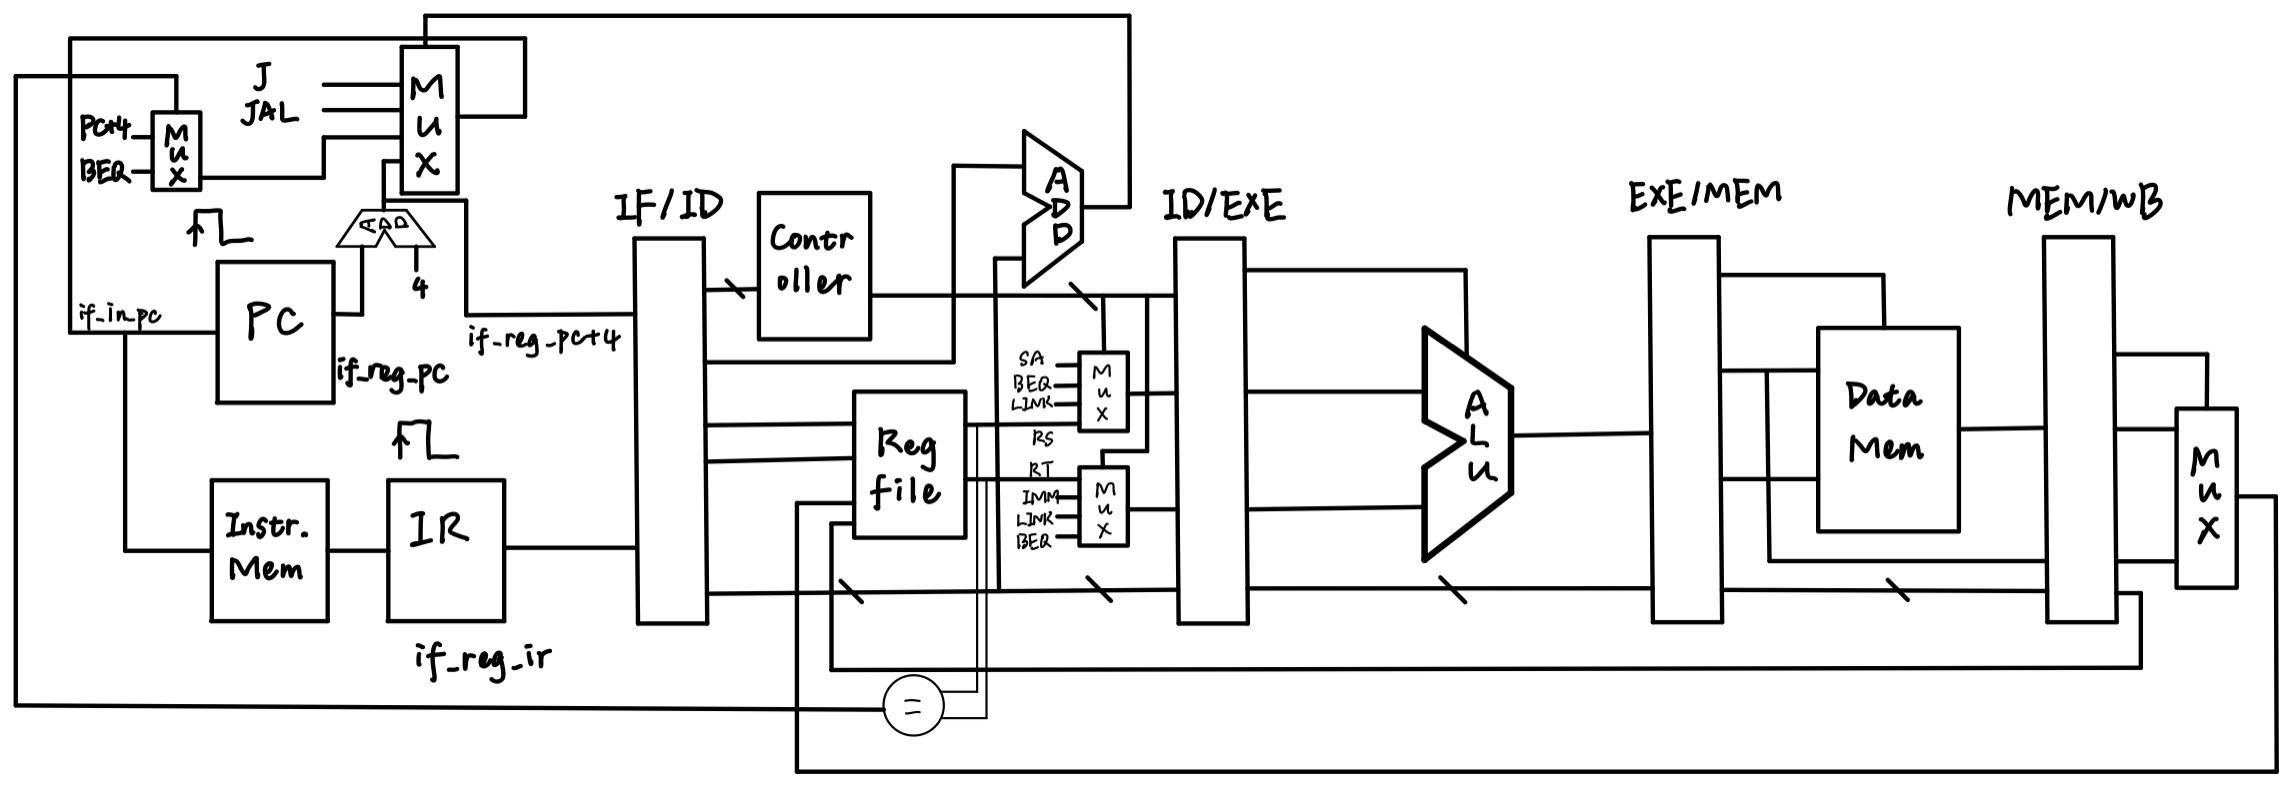 J
JAL
MUX
PC+4
BEQ
MUX
ADD
4
if_in_pc
PC
if_reg_pc
if_reg_pc+4
Instr.
Mem
IR
if_reg_ir
IF/ID
Contr
oller
ADD
Reg
file
=
SA
BEQ
LINK
RS
MUX
RT
IMM
LINK
BEQ
MUX
ID/EXE
ALU
EXE/MEM
Data
Mem
MEM/WB
MUX